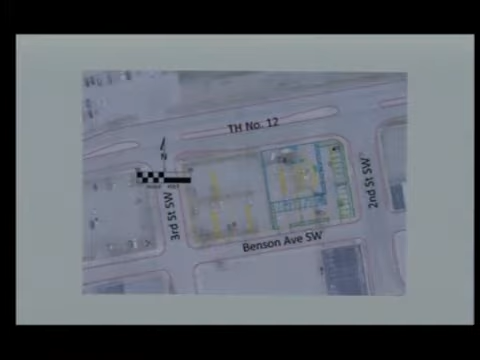 TH No. 12
N
3rd St SW
2nd St SW
Benson Ave SW